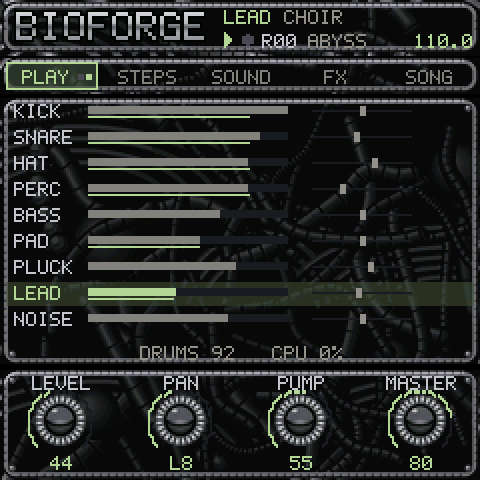 BIOFORGE
LEAD CHOIR
R00 ABYSS 110.0
PLAY STEPS SOUND FX SONG
KICK
SNARE
HAT
PERC
BASS
PAD
PLUCK
LEAD
NOISE
DRUMS 92 CPU 0%
LEVEL PAN PUMP MASTER
44 L8 55 80